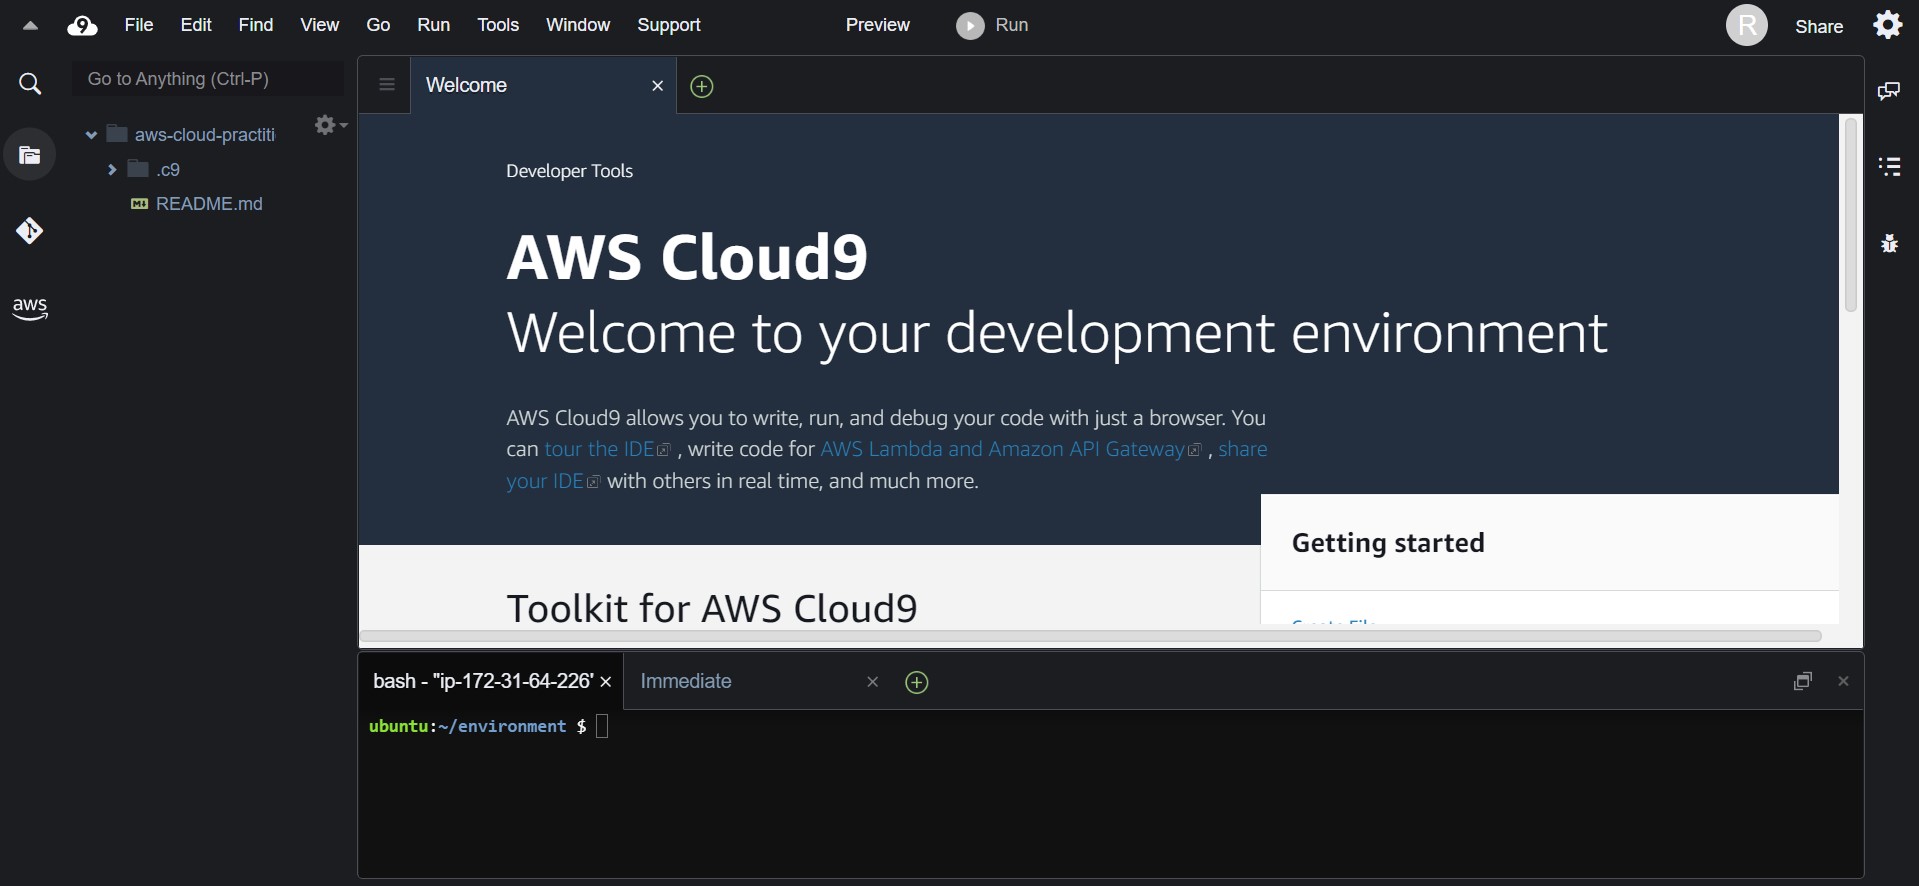 File Edit Find View Go Run Tools Window Support Preview Run R Share
Go to Anything (Ctrl-P)
Welcome
aws-cloud-practiti
.c9
README.md
aws
Developer Tools
AWS Cloud9
Welcome to your development environment
AWS Cloud9 allows you to write, run, and debug your code with just a browser. You
can tour the IDE , write code for AWS Lambda and Amazon API Gateway , share
your IDE with others in real time, and much more.
Getting started
Toolkit for AWS Cloud9
bash - "ip-172-31-64-226' Immediate
ubuntu:~/environment $